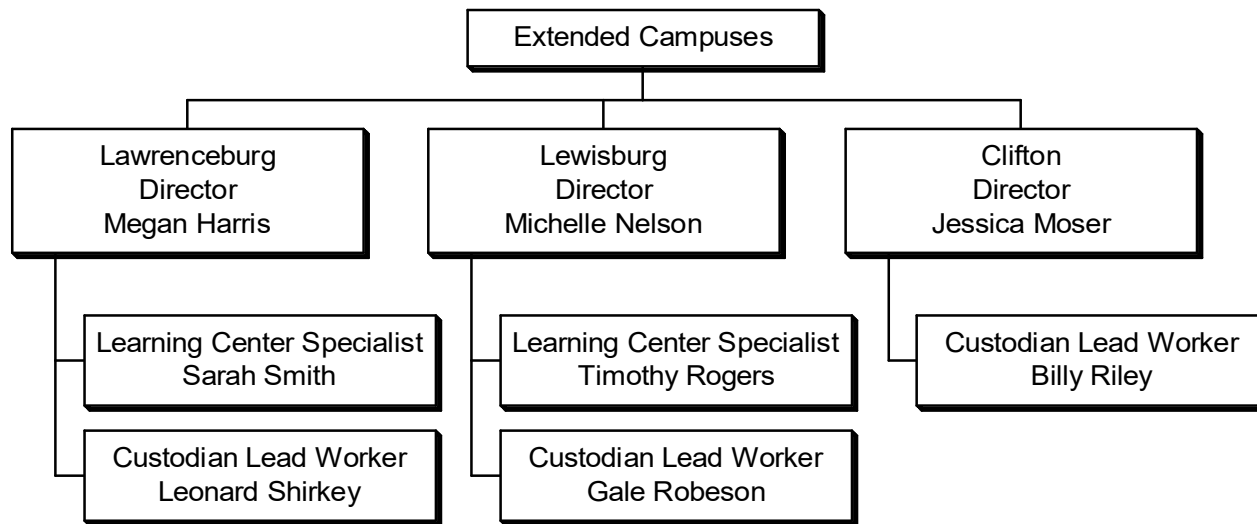 Extended Campuses
Lawrenceburg
Director
Megan Harris
Learning Center Specialist
Sarah Smith
Custodian Lead Worker
Leonard Shirkey
Lewisburg
Director
Michelle Nelson
Learning Center Specialist
Timothy Rogers
Custodian Lead Worker
Gale Robeson
Clifton
Director
Jessica Moser
Custodian Lead Worker
Billy Riley